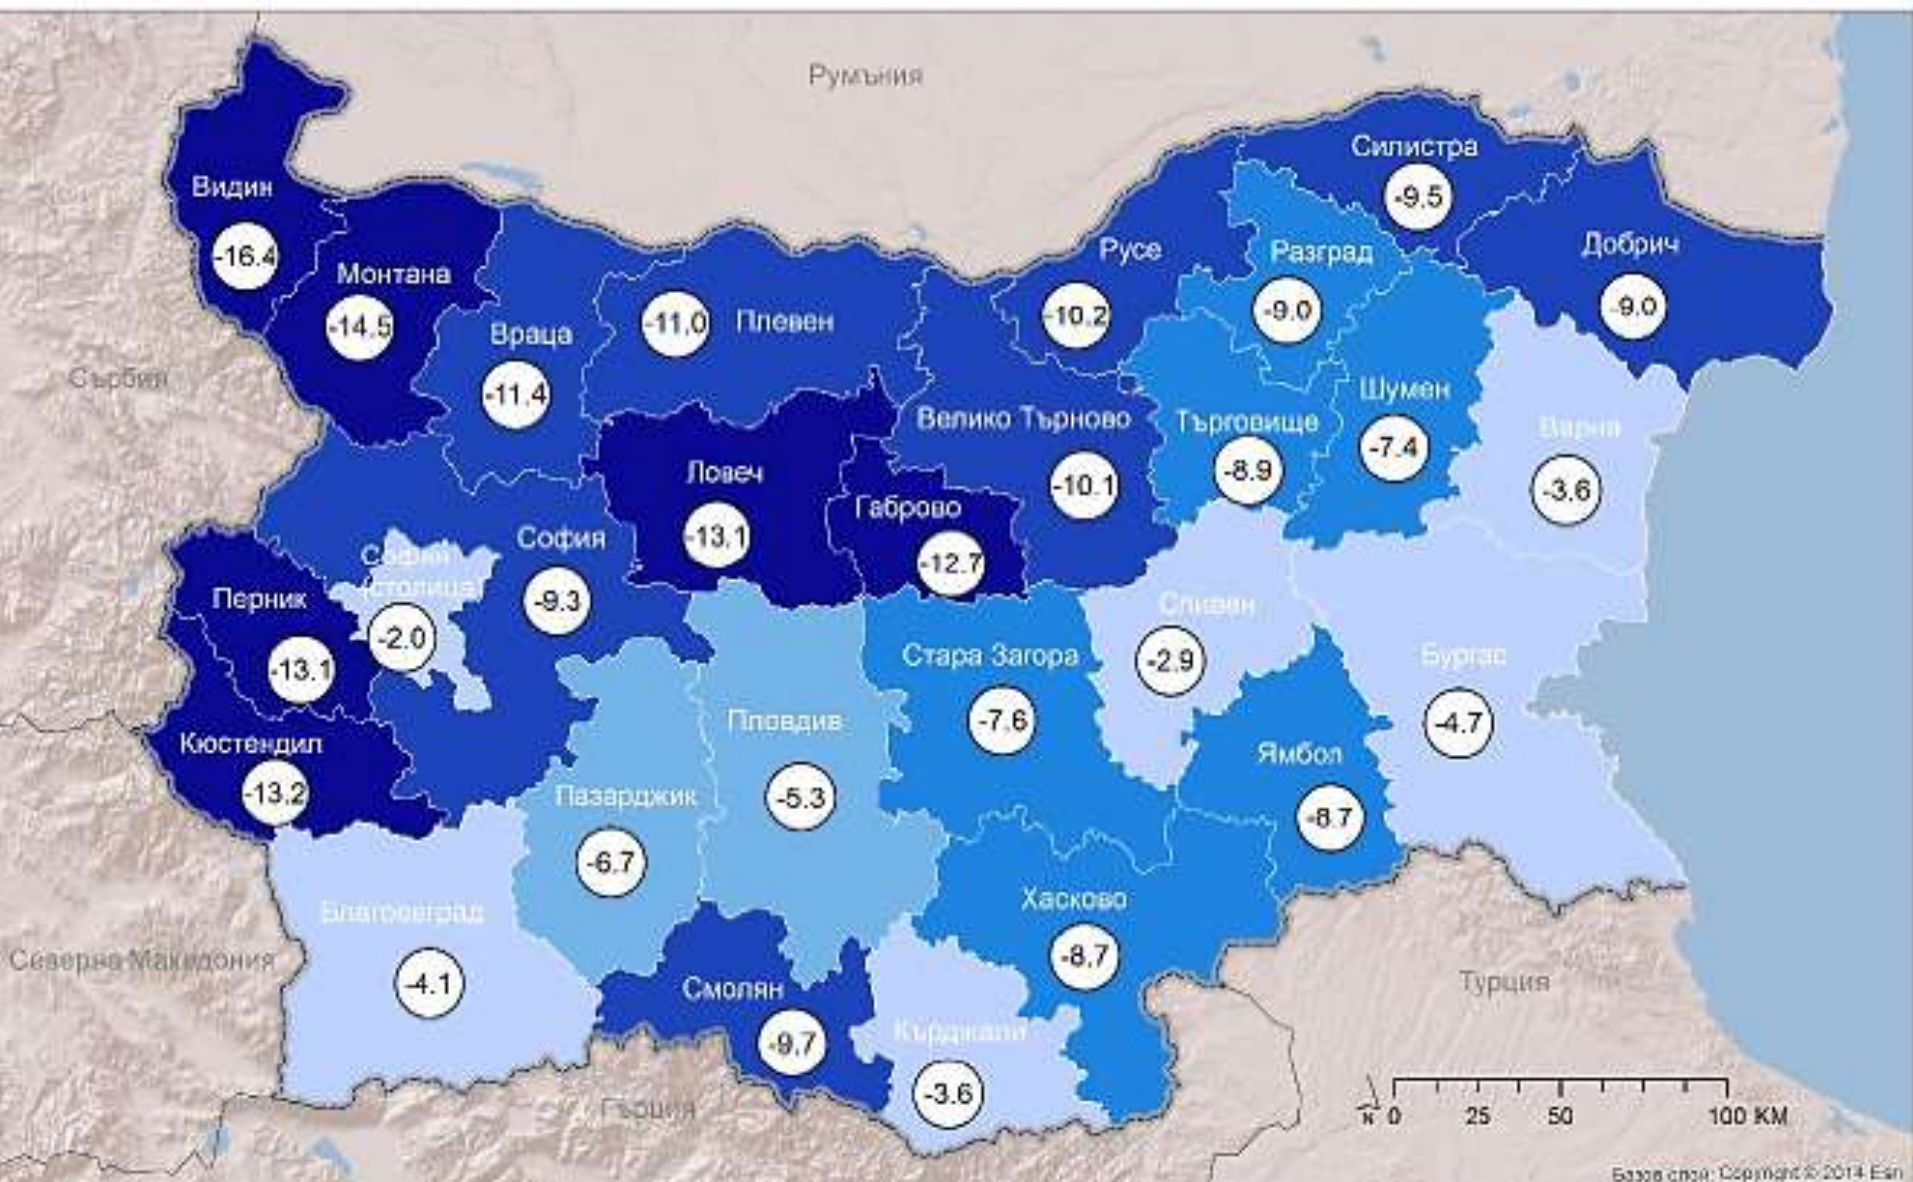 Румъния
Силистра
-9.5
Видин
-16.4
Русе
-10.2
Разград
-9.0
Добрич
-9.0
Монтана
-14.5
Враца
-11.4
-11,0 Плевен
Сърбия
Шумен
-7.4
Велико Търново
-10.1
Търговище
-8.9
Варна
-3.6
Ловеч
-13.1
Габрово
-12.7
София
-9.3
София
(столица)
-2.0
Перник
-13.1
Сливен
-2.9
Стара Загора
-7.6
Бургас
-4.7
Пловдив
-5.3
Кюстендил
-13.2
Ямбол
-8.7
Пазарджик
-6.7
Хасково
-8.7
Благоевград
-4.1
Северна Македония
Смолян
-9.7
Турция
Кърджали
-3.6
Гърция
N 0 25 50 100 KM
Базов слой: Copyright © 2014 Esri